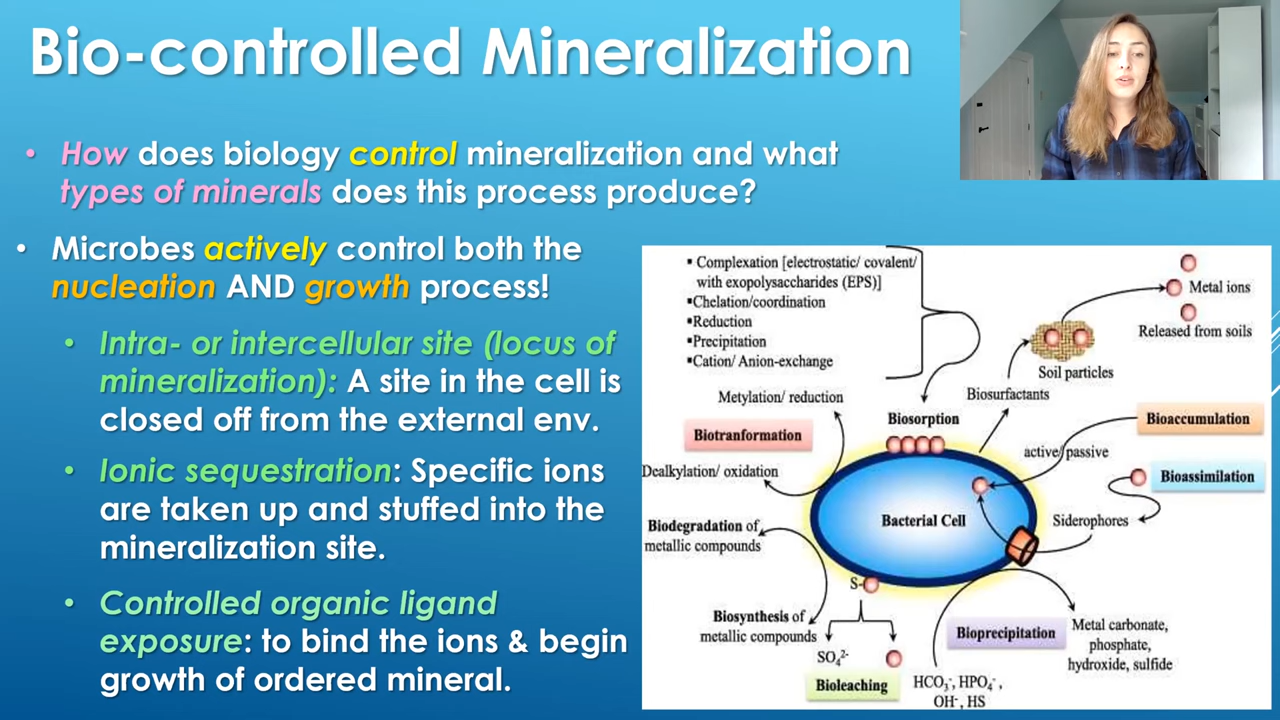 Bio-controlled Mineralization
• How does biology control mineralization and what
types of minerals does this process produce?
• Microbes actively control both the
nucleation AND growth process!
• Intra- or intercellular site (locus of
mineralization): A site in the cell is
closed off from the external env.
• Ionic sequestration: Specific ions
are taken up and stuffed into the
mineralization site.
• Controlled organic ligand
exposure: to bind the ions & begin
growth of ordered mineral.
▪ Complexation [electrostatic/ covalent/
with exopolysaccharides (EPS)]
▪Chelation/coordination
▪Reduction
▪Precipitation
▪Cation/ Anion-exchange
Metal ions
Released from soils
Soil particles
Metylation/ reduction
Biosurfactants
Biosorption
Bioaccumulation
Biotranformation
active/passive
Dealkylation/ oxidation
Bioassimilation
Bacterial Cell
Siderophores
Biodegradation of
metallic compounds
S-
Biosynthesis of
metallic compounds
Bioprecipitation
Metal carbonate,
phosphate,
hydroxide, sulfide
SO₄²⁻
Bioleaching
HCO₃⁻, HPO₄⁻,
OH⁻, HS